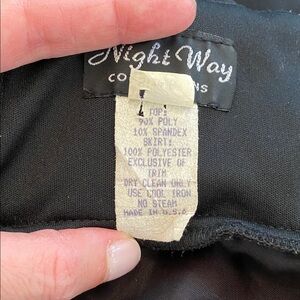 Night Way
TOP:
90% POLY
10% SPANDEX
SKIRT:
100% POLYESTER
EXCLUSIVE OF
TRIM
DRY CLEAN ONLY
USE COOL IRON
NO STEAM
MADE IN U.S.A